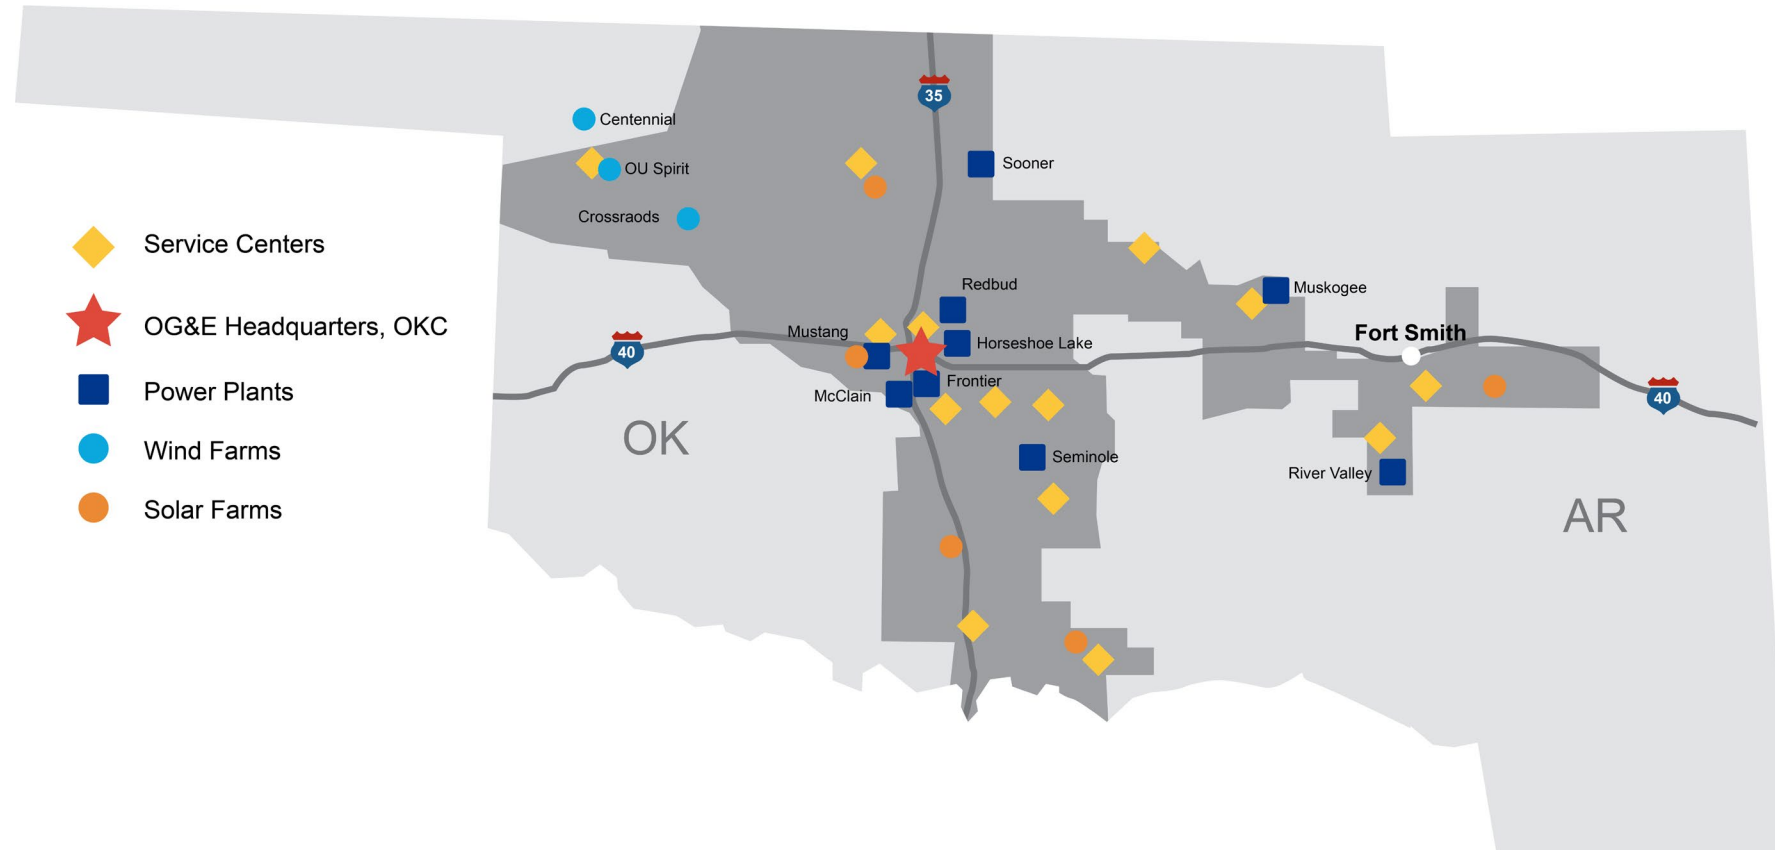 35
Centennial
Sooner
OU Spirit
Crossraods
Service Centers
Redbud
Muskogee
OG&E Headquarters, OKC
Mustang
Fort Smith
Horseshoe Lake
40
Frontier
Power Plants
McClain
40
OK
Wind Farms
Seminole
River Valley
Solar Farms
AR